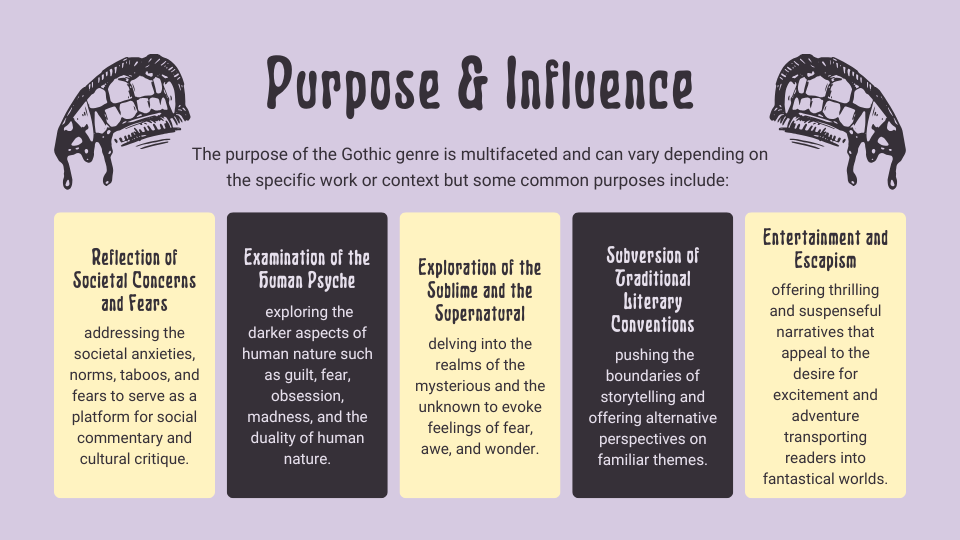 Purpose & Influence
The purpose of the Gothic genre is multifaceted and can vary depending on
the specific work or context but some common purposes include:
Reflection of
Societal Concerns
and Fears
addressing the
societal anxieties,
norms, taboos, and
fears to serve as a
platform for social
commentary and
cultural critique.
Examination of the
Human Psyche
exploring the
darker aspects of
human nature such
as guilt, fear,
obsession,
madness, and the
duality of human
nature.
Exploration of the
Sublime and the
Supernatural
delving into the
realms of the
mysterious and the
unknown to evoke
feelings of fear,
awe, and wonder.
Subversion of
Traditional
Literary
Conventions
pushing the
boundaries of
storytelling and
offering alternative
perspectives on
familiar themes.
Entertainment and
Escapism
offering thrilling
and suspenseful
narratives that
appeal to the
desire for
excitement and
adventure
transporting
readers into
fantastical worlds.